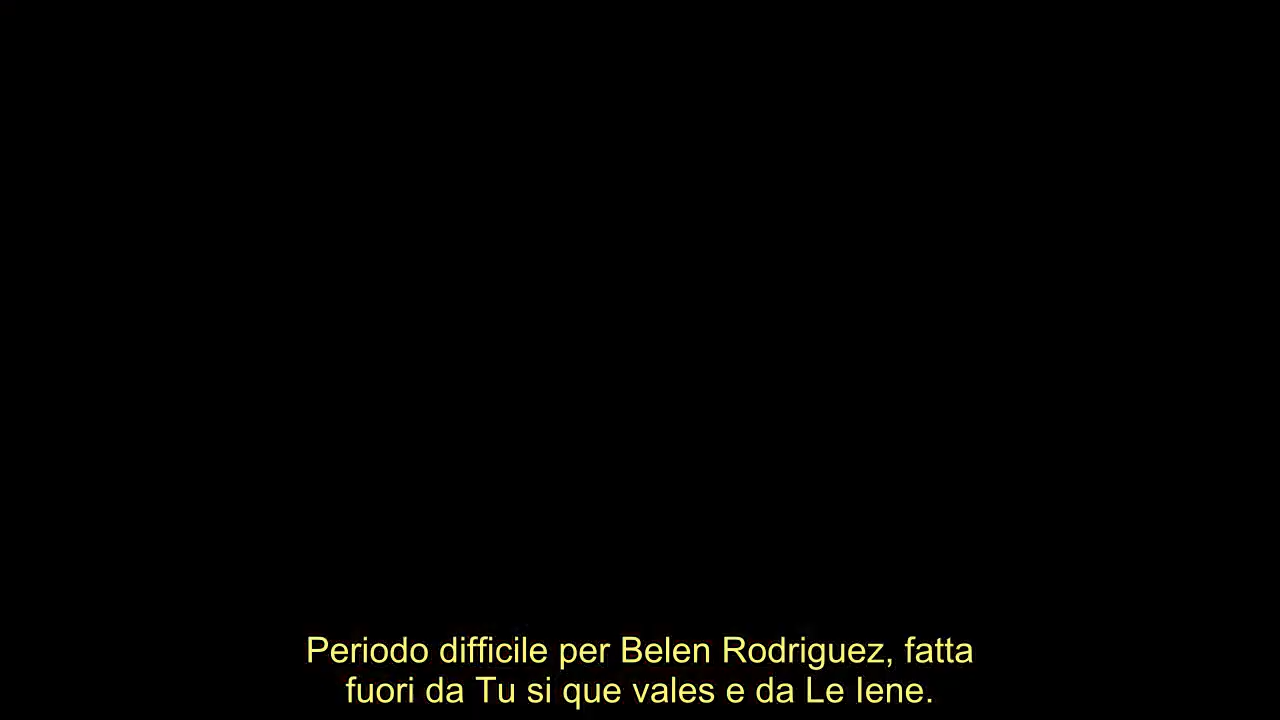 Periodo difficile per Belen Rodriguez, fatta
fuori da Tu si que vales e da Le Iene.